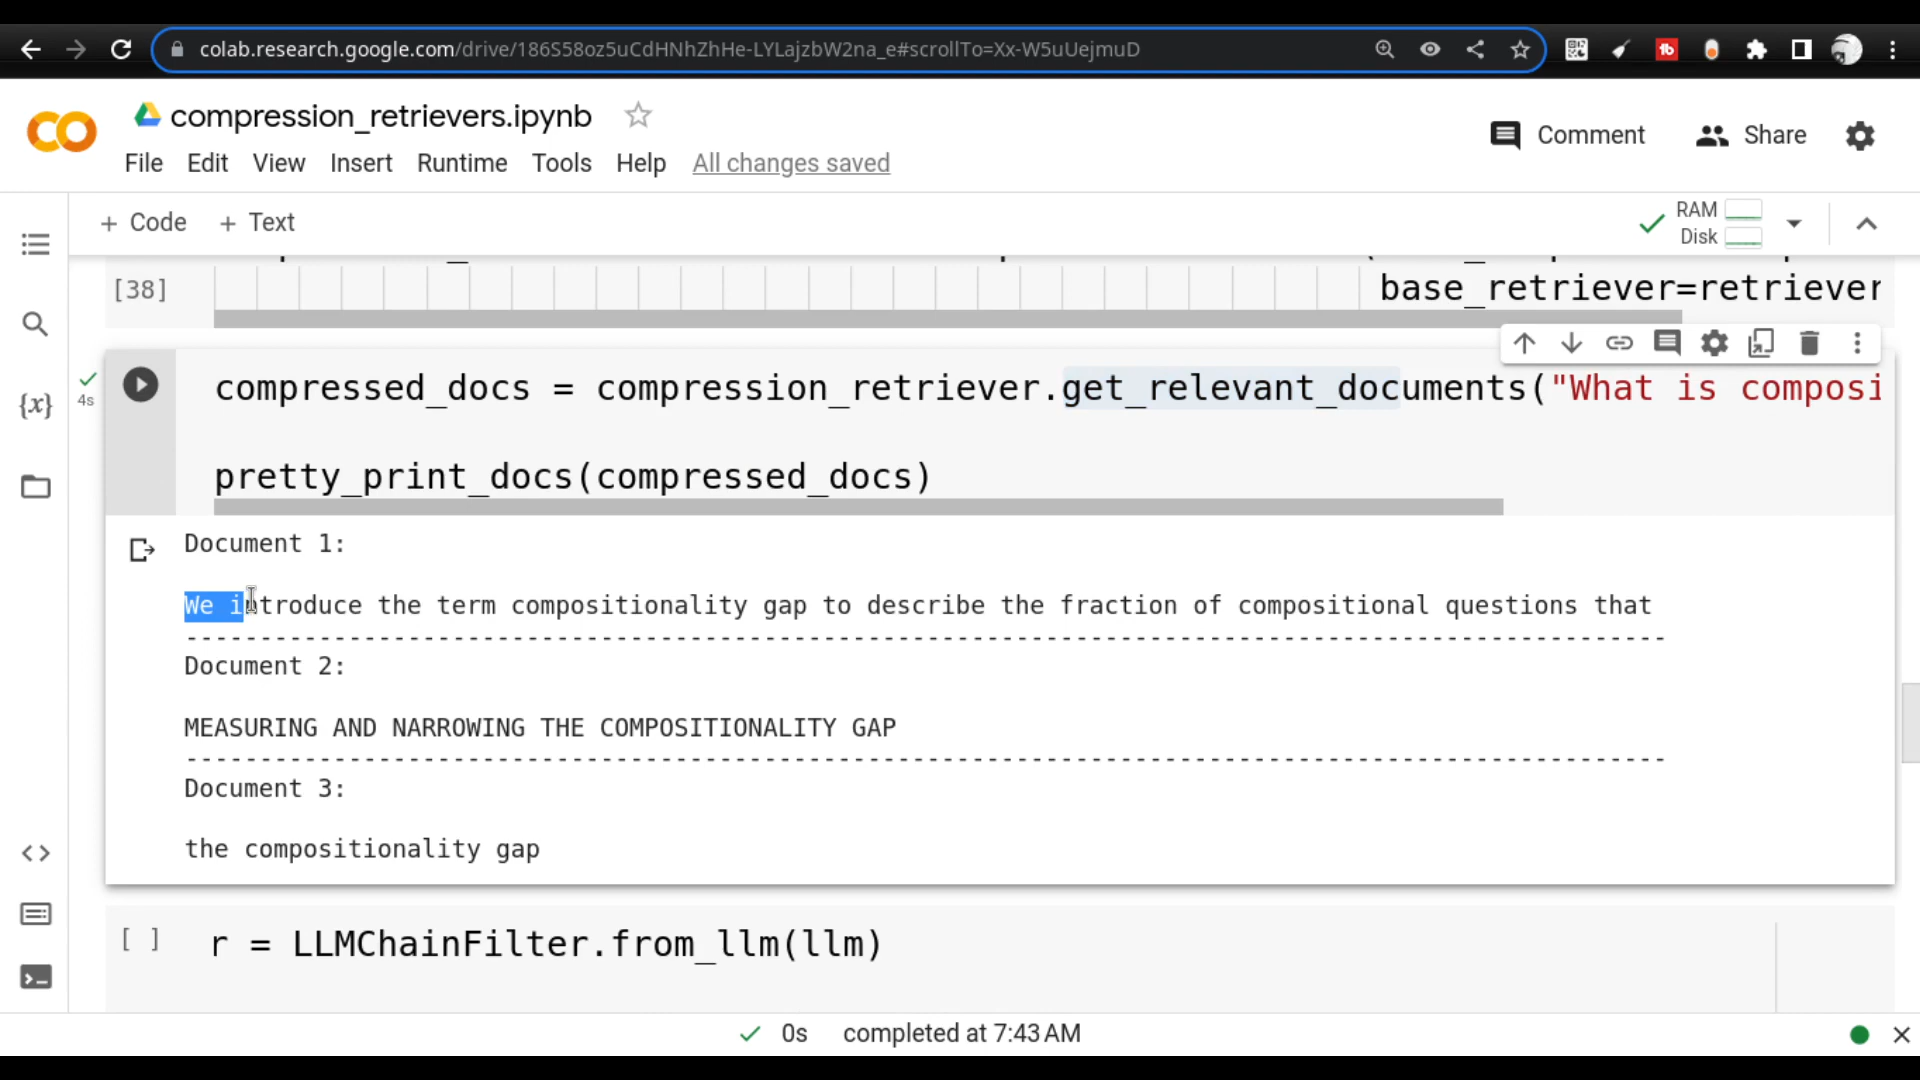 colab.research.google.com/drive/186S58oz5uCdHNhZhHe-LYLajzbW2na_e#scrollTo=Xx-W5uUejmuD
compression_retrievers.ipynb
Comment
Share
File Edit View Insert Runtime Tools Help All changes saved
+ Code + Text
RAM
Disk
[38]
base_retriever=retriever
4s
compressed_docs = compression_retriever.get_relevant_documents("What is composi
pretty_print_docs(compressed_docs)
Document 1:
We introduce the term compositionality gap to describe the fraction of compositional questions that
----------------------------------------------------------------------------------------------------
Document 2:
MEASURING AND NARROWING THE COMPOSITIONALITY GAP
----------------------------------------------------------------------------------------------------
Document 3:
the compositionality gap
[ ] r = LLMChainFilter.from_llm(llm)
0s completed at 7:43 AM